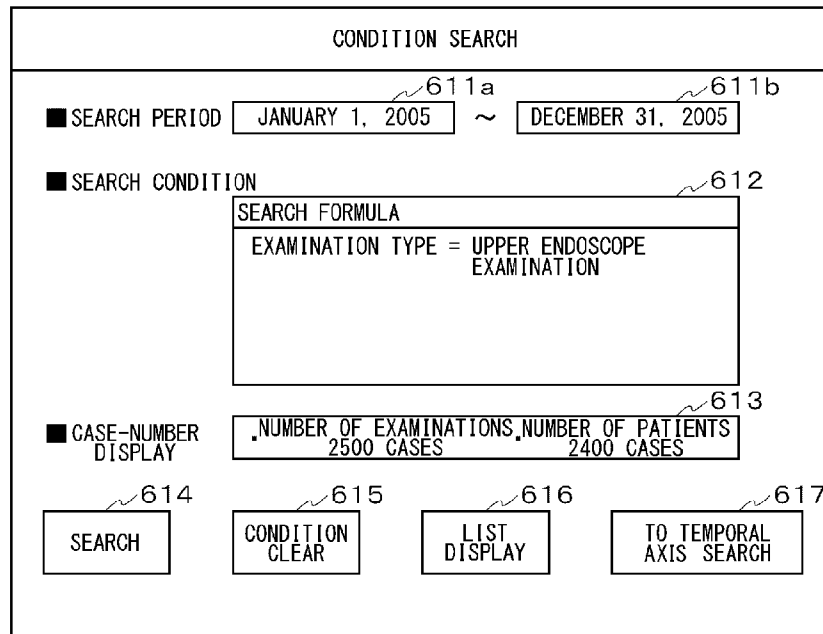 CONDITION SEARCH
611a
611b
■ SEARCH PERIOD JANUARY 1, 2005 ~ DECEMBER 31, 2005
■ SEARCH CONDITION
612
SEARCH FORMULA
EXAMINATION TYPE = UPPER ENDOSCOPE
EXAMINATION
613
■ CASE-NUMBER
DISPLAY
.NUMBER OF EXAMINATIONS .NUMBER OF PATIENTS
2500 CASES 2400 CASES
614
615
616
617
SEARCH
CONDITION
CLEAR
LIST
DISPLAY
TO TEMPORAL
AXIS SEARCH